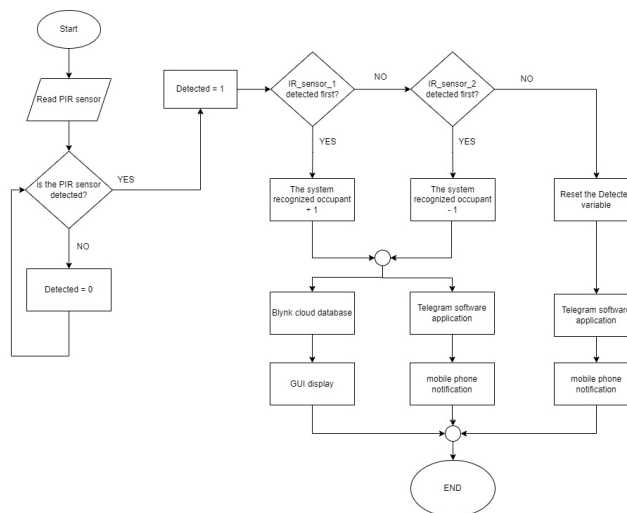 Start
Read PIR sensor
is the PIR sensor
detected?
YES
NO
Detected = 0
Detected = 1
IR_sensor_1
detected first?
NO
IR_sensor_2
detected first?
NO
YES
YES
The system
recognized occupant
+ 1
The system
recognized occupant
- 1
Reset the Detected
variable
Blynk cloud database
Telegram software
application
Telegram software
application
GUI display
mobile phone
notification
mobile phone
notification
END